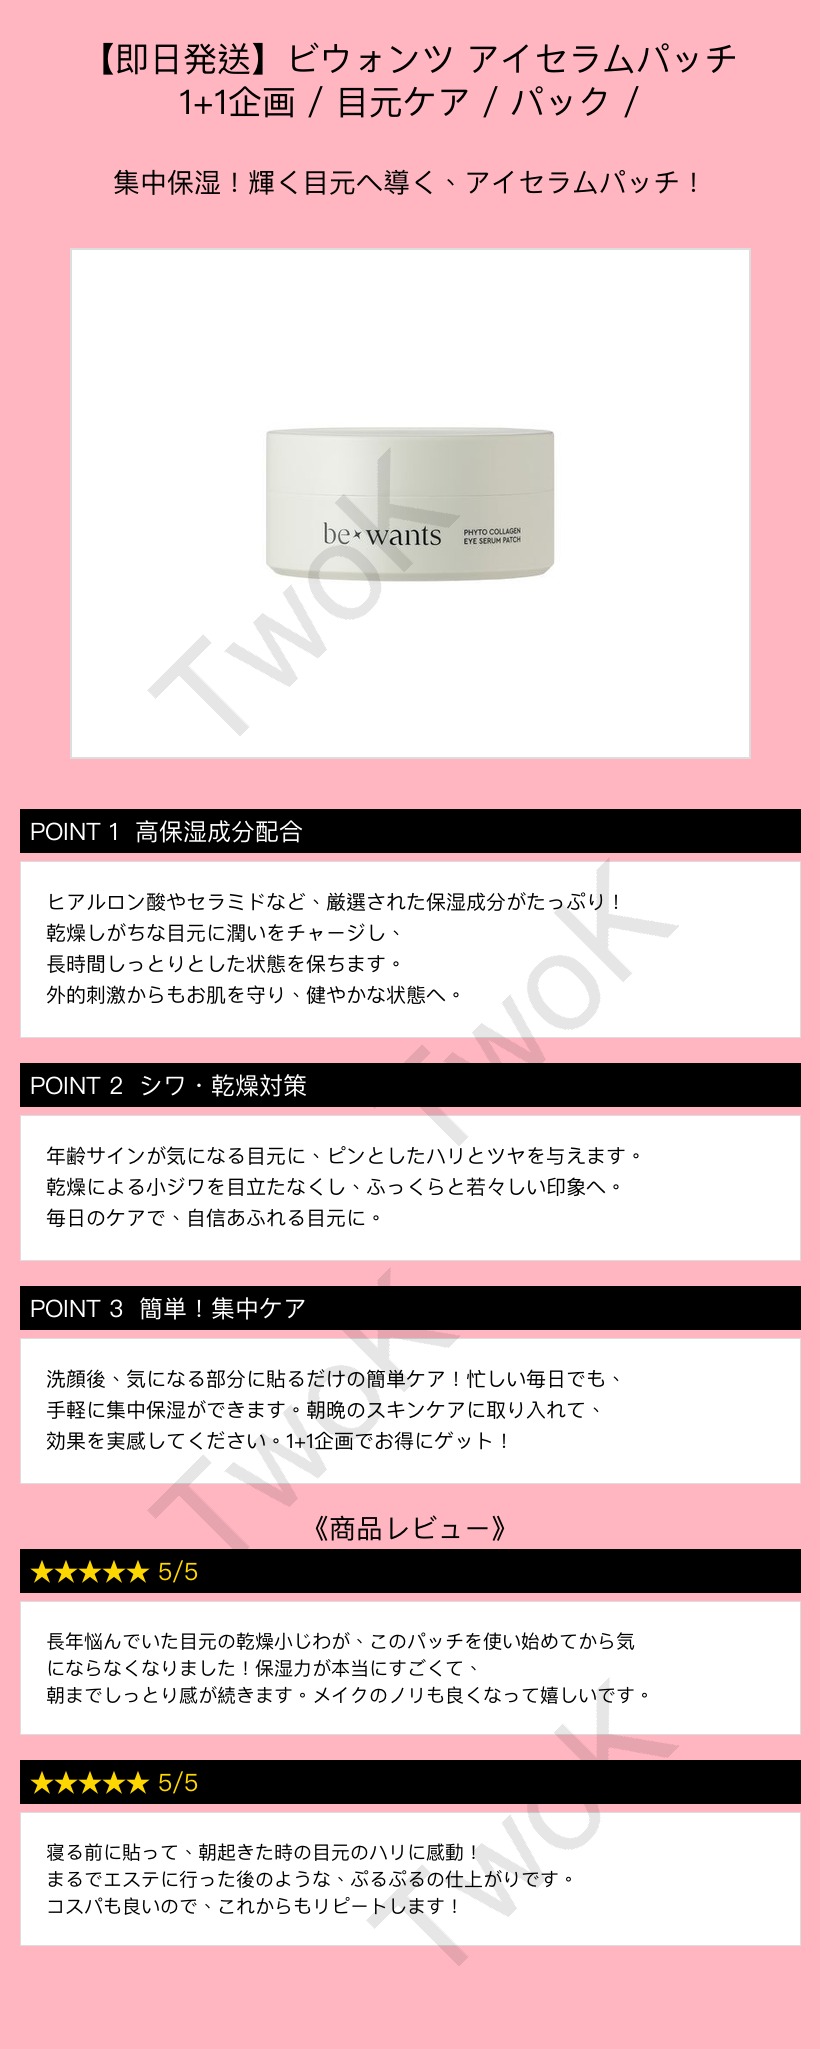 【即日発送】ビウォンツ アイセラムパッチ
1+1企画 / 目元ケア / パック /
集中保湿！輝く目元へ導く、アイセラムパッチ！
be wants
PHYTO COLLAGEN
EYE SERUM PATCH
TwoK
POINT 1 高保湿成分配合
ヒアルロン酸やセラミドなど、厳選された保湿成分がたっぷり！
乾燥しがちな目元に潤いをチャージし、
長時間しっとりとした状態を保ちます。
外的刺激からもお肌を守り、健やかな状態へ。
TwoK
POINT 2 シワ・乾燥対策
年齢サインが気になる目元に、ピンとしたハリとツヤを与えます。
乾燥による小ジワを目立たなくし、ふっくらと若々しい印象へ。
毎日のケアで、自信あふれる目元に。
POINT 3 簡単！集中ケア
洗顔後、気になる部分に貼るだけの簡単ケア！忙しい毎日でも、
手軽に集中保湿ができます。朝晩のスキンケアに取り入れて、
効果を実感してください。1+1企画でお得にゲット！
TwoK
《商品レビュー》
★★★★★ 5/5
長年悩んでいた目元の乾燥小じわが、このパッチを使い始めてから気
にならなくなりました！保湿力が本当にすごくて、
朝までしっとり感が続きます。メイクのノリも良くなって嬉しいです。
★★★★★ 5/5
寝る前に貼って、朝起きた時の目元のハリに感動！
まるでエステに行った後のような、ぷるぷるの仕上がりです。
コスパも良いので、これからもリピートします！
TwoK